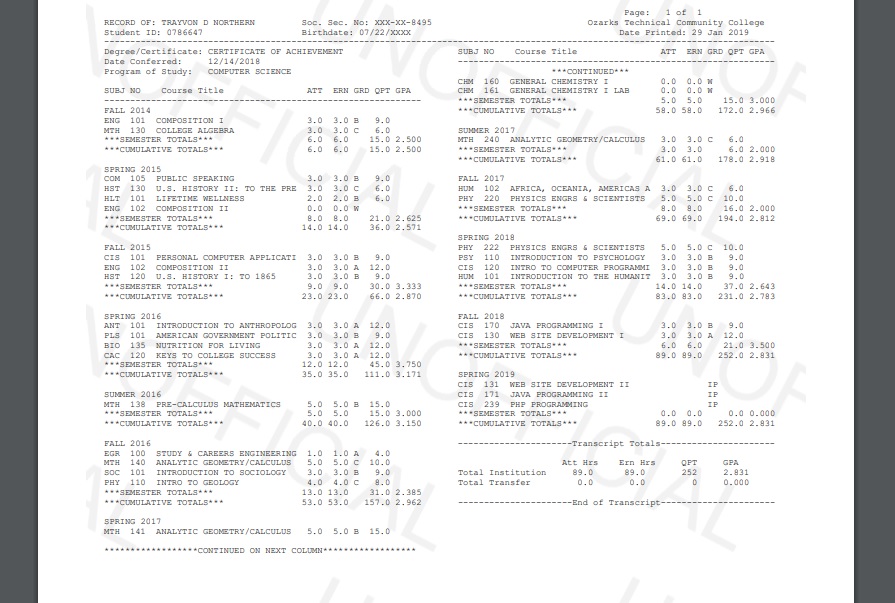 Page: 1 of 1
RECORD OF: TRAYVON D NORTHERN Soc. Sec. No: XXX-XX-8495 Ozarks Technical Community College
Student ID: 0786647 Birthdate: 07/22/XXXX Date Printed: 29 Jan 2019
Degree/Certificate: CERTIFICATE OF ACHIEVEMENT
Date Conferred: 12/14/2018
Program of Study: COMPUTER SCIENCE
SUBJ NO Course Title ATT ERN GRD QPT GPA
FALL 2014
ENG 101 COMPOSITION I 3.0 3.0 B 9.0
MTH 130 COLLEGE ALGEBRA 3.0 3.0 C 6.0
***SEMESTER TOTALS*** 6.0 6.0 15.0 2.500
***CUMULATIVE TOTALS*** 6.0 6.0 15.0 2.500
SPRING 2015
COM 105 PUBLIC SPEAKING 3.0 3.0 B 9.0
HST 130 U.S. HISTORY II: TO THE PRE 3.0 3.0 C 6.0
HLT 101 LIFETIME WELLNESS 2.0 2.0 B 6.0
ENG 102 COMPOSITION II 0.0 0.0 W
***SEMESTER TOTALS*** 8.0 8.0 21.0 2.625
***CUMULATIVE TOTALS*** 14.0 14.0 36.0 2.571
FALL 2015
CIS 101 PERSONAL COMPUTER APPLICATI 3.0 3.0 B 9.0
ENG 102 COMPOSITION II 3.0 3.0 A 12.0
HST 120 U.S. HISTORY I: TO 1865 3.0 3.0 B 9.0
***SEMESTER TOTALS*** 9.0 9.0 30.0 3.333
***CUMULATIVE TOTALS*** 23.0 23.0 66.0 2.870
SPRING 2016
ANT 101 INTRODUCTION TO ANTHROPOLOG 3.0 3.0 A 12.0
PLS 101 AMERICAN GOVERNMENT POLITIC 3.0 3.0 B 9.0
BIO 135 NUTRITION FOR LIVING 3.0 3.0 A 12.0
CAC 120 KEYS TO COLLEGE SUCCESS 3.0 3.0 A 12.0
***SEMESTER TOTALS*** 12.0 12.0 45.0 3.750
***CUMULATIVE TOTALS*** 35.0 35.0 111.0 3.171
SUMMER 2016
MTH 138 PRE-CALCULUS MATHEMATICS 5.0 5.0 B 15.0
***SEMESTER TOTALS*** 5.0 5.0 15.0 3.000
***CUMULATIVE TOTALS*** 40.0 40.0 126.0 3.150
FALL 2016
EGR 100 STUDY & CAREERS ENGINEERING 1.0 1.0 A 4.0
MTH 140 ANALYTIC GEOMETRY/CALCULUS 5.0 5.0 C 10.0
SOC 101 INTRODUCTION TO SOCIOLOGY 3.0 3.0 B 9.0
PHY 110 INTRO TO GEOLOGY 4.0 4.0 C 8.0
***SEMESTER TOTALS*** 13.0 13.0 31.0 2.385
***CUMULATIVE TOTALS*** 53.0 53.0 157.0 2.962
SPRING 2017
MTH 141 ANALYTIC GEOMETRY/CALCULUS 5.0 5.0 B 15.0
******************CONTINUED ON NEXT COLUMN******************
SUBJ NO Course Title ATT ERN GRD QPT GPA
***CONTINUED***
CHM 160 GENERAL CHEMISTRY I 0.0 0.0 W
CHM 161 GENERAL CHEMISTRY I LAB 0.0 0.0 W
***SEMESTER TOTALS*** 5.0 5.0 15.0 3.000
***CUMULATIVE TOTALS*** 58.0 58.0 172.0 2.966
SUMMER 2017
MTH 240 ANALYTIC GEOMETRY/CALCULUS 3.0 3.0 C 6.0
***SEMESTER TOTALS*** 3.0 3.0 6.0 2.000
***CUMULATIVE TOTALS*** 61.0 61.0 178.0 2.918
FALL 2017
HUM 102 AFRICA, OCEANIA, AMERICAS A 3.0 3.0 C 6.0
PHY 220 PHYSICS ENGRS & SCIENTISTS 5.0 5.0 C 10.0
***SEMESTER TOTALS*** 8.0 8.0 16.0 2.000
***CUMULATIVE TOTALS*** 69.0 69.0 194.0 2.812
SPRING 2018
PHY 222 PHYSICS ENGRS & SCIENTISTS 5.0 5.0 C 10.0
PSY 110 INTRODUCTION TO PSYCHOLOGY 3.0 3.0 B 9.0
CIS 120 INTRO TO COMPUTER PROGRAMMI 3.0 3.0 B 9.0
HUM 101 INTRODUCTION TO THE HUMANIT 3.0 3.0 B 9.0
***SEMESTER TOTALS*** 14.0 14.0 37.0 2.643
***CUMULATIVE TOTALS*** 83.0 83.0 231.0 2.783
FALL 2018
CIS 170 JAVA PROGRAMMING I 3.0 3.0 B 9.0
CIS 130 WEB SITE DEVELOPMENT I 3.0 3.0 A 12.0
***SEMESTER TOTALS*** 6.0 6.0 21.0 3.500
***CUMULATIVE TOTALS*** 89.0 89.0 252.0 2.831
SPRING 2019
CIS 131 WEB SITE DEVELOPMENT II IP
CIS 171 JAVA PROGRAMMING II IP
CIS 239 PHP PROGRAMMING IP
***SEMESTER TOTALS*** 0.0 0.0 0.0 0.000
***CUMULATIVE TOTALS*** 89.0 89.0 252.0 2.831
----------------------Transcript Totals----------------------
Att Hrs Ern Hrs QPT GPA
Total Institution 89.0 89.0 252 2.831
Total Transfer 0.0 0.0 0 0.000
----------------------End of Transcript----------------------
UNOFFICIAL